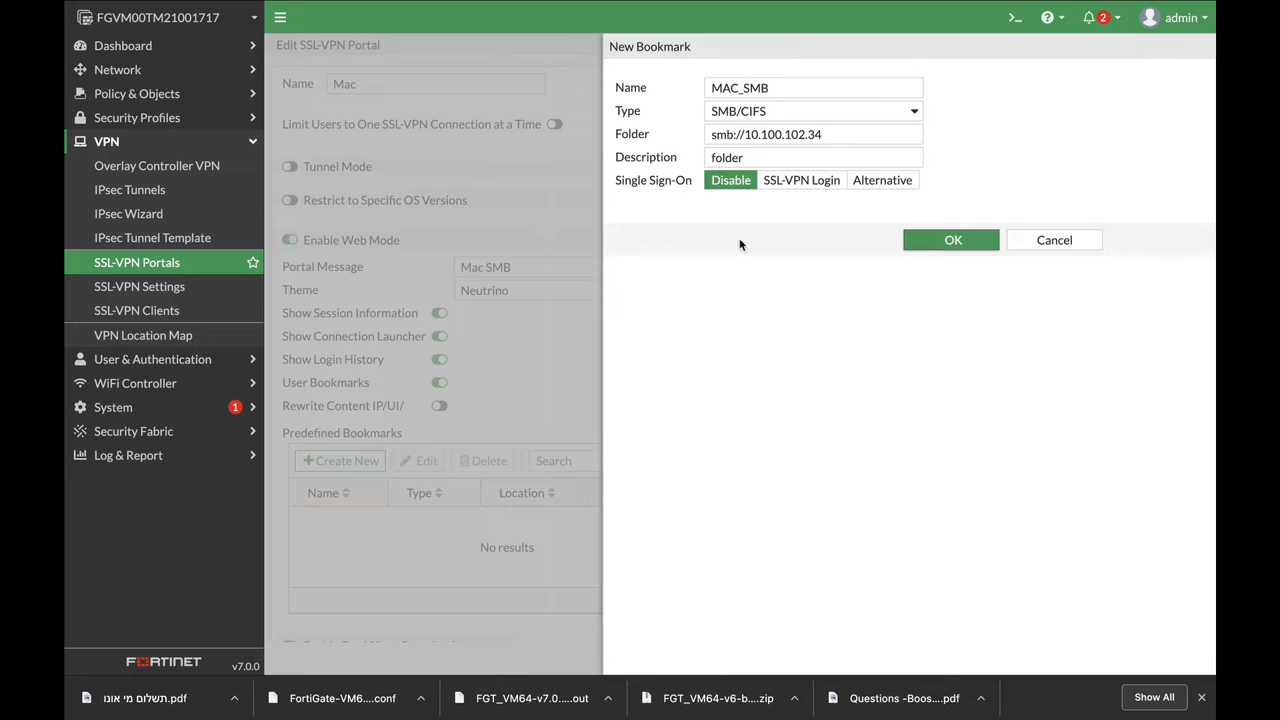 FGVM00TM21001717
admin
2
Dashboard
Network
Policy & Objects
Security Profiles
VPN
Overlay Controller VPN
IPsec Tunnels
IPsec Wizard
IPsec Tunnel Template
SSL-VPN Portals
SSL-VPN Settings
SSL-VPN Clients
VPN Location Map
User & Authentication
WiFi Controller
System 1
Security Fabric
Log & Report
FORTINET v7.0.0
Edit SSL-VPN Portal
Name Mac
Limit Users to One SSL-VPN Connection at a Time
Tunnel Mode
Restrict to Specific OS Versions
Enable Web Mode
Portal Message Mac SMB
Theme Neutrino
Show Session Information
Show Connection Launcher
Show Login History
User Bookmarks
Rewrite Content IP/UI/
Predefined Bookmarks
+Create New Edit Delete Search
Name Type Location
No results
New Bookmark
Name MAC_SMB
Type SMB/CIFS
Folder smb://10.100.102.34
Description folder
Single Sign-On Disable SSL-VPN Login Alternative
OK Cancel
תשלום מי אונו.pdf
FortiGate-VM6....conf
FGT_VM64-v7.0.....out
FGT_VM64-v6-b....zip
Questions -Boos....pdf
Show All